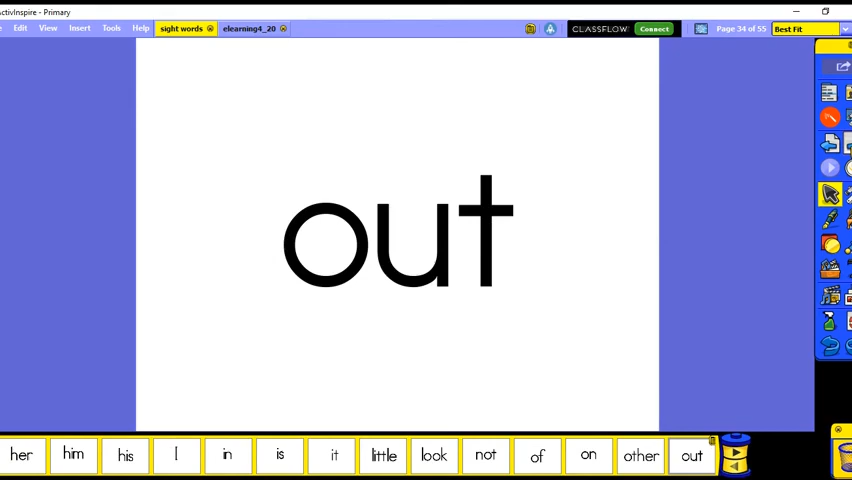 ActivInspire - Primary
Edit View Insert Tools Help sight words elearning4_20 CLASSFLOW Connect Page 34 of 55 Best Fit
out
her him his I in is it little look not of on other out